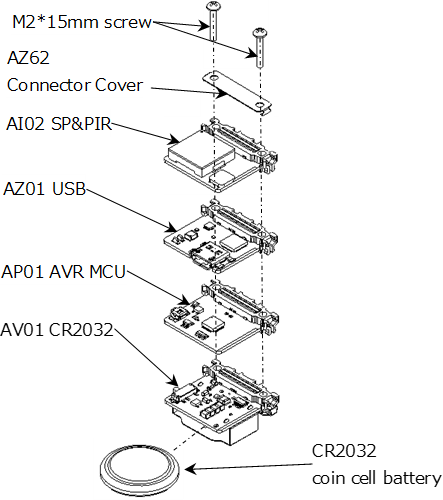 M2*15mm screw
AZ62
Connector Cover
AI02 SP&PIR
AZ01 USB
AP01 AVR MCU
AV01 CR2032
CR2032
coin cell battery